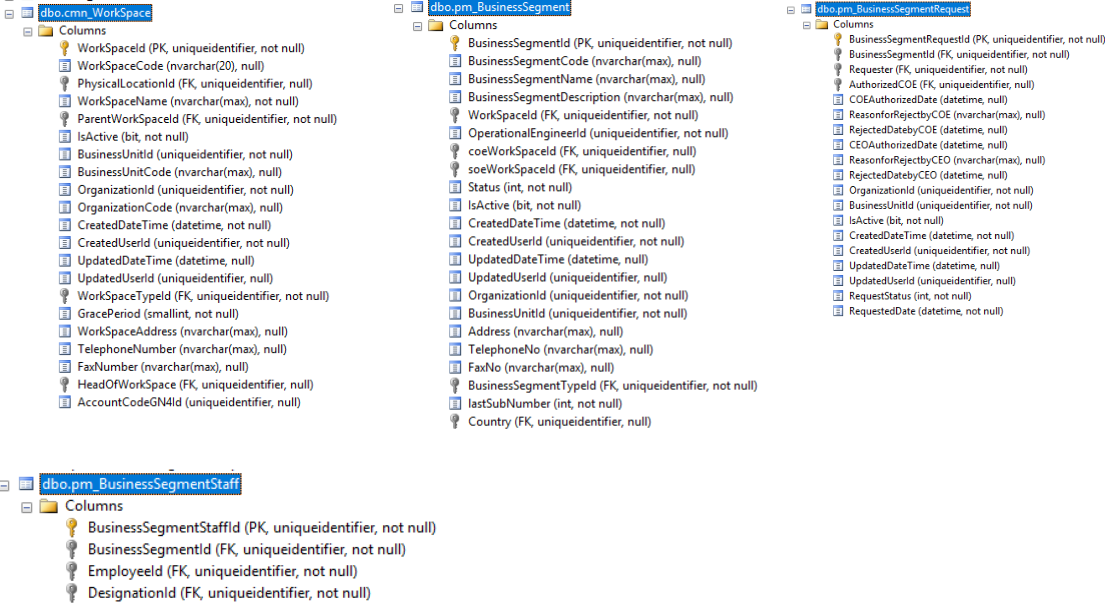 dbo.cmn_WorkSpace
Columns
WorkSpaceId (PK, uniqueidentifier, not null)
WorkSpaceCode (nvarchar(20), null)
PhysicalLocationId (FK, uniqueidentifier, null)
WorkSpaceName (nvarchar(max), not null)
ParentWorkSpaceId (FK, uniqueidentifier, null)
IsActive (bit, not null)
BusinessUnitId (uniqueidentifier, not null)
BusinessUnitCode (nvarchar(max), null)
OrganizationId (uniqueidentifier, not null)
OrganizationCode (nvarchar(max), null)
CreatedDateTime (datetime, not null)
CreatedUserId (uniqueidentifier, not null)
UpdatedDateTime (datetime, null)
UpdatedUserId (uniqueidentifier, null)
WorkSpaceTypeId (FK, uniqueidentifier, not null)
GracePeriod (smallint, not null)
WorkSpaceAddress (nvarchar(max), null)
TelephoneNumber (nvarchar(max), null)
FaxNumber (nvarchar(max), null)
HeadOfWorkSpace (FK, uniqueidentifier, null)
AccountCodeGN4Id (uniqueidentifier, null)
dbo.pm_BusinessSegment
Columns
BusinessSegmentId (PK, uniqueidentifier, not null)
BusinessSegmentCode (nvarchar(max), null)
BusinessSegmentName (nvarchar(max), null)
BusinessSegmentDescription (nvarchar(max), null)
WorkSpaceId (FK, uniqueidentifier, not null)
OperationalEngineerId (uniqueidentifier, not null)
coeWorkSpaceId (FK, uniqueidentifier, null)
soeWorkSpaceId (FK, uniqueidentifier, null)
Status (int, not null)
IsActive (bit, not null)
CreatedDateTime (datetime, not null)
CreatedUserId (uniqueidentifier, not null)
UpdatedDateTime (datetime, null)
UpdatedUserId (uniqueidentifier, null)
OrganizationId (uniqueidentifier, not null)
BusinessUnitId (uniqueidentifier, not null)
Address (nvarchar(max), null)
TelephoneNo (nvarchar(max), null)
FaxNo (nvarchar(max), null)
BusinessSegmentTypeId (FK, uniqueidentifier, not null)
lastSubNumber (int, not null)
Country (FK, uniqueidentifier, null)
dbo.pm_BusinessSegmentRequest
Columns
BusinessSegmentRequestId (PK, uniqueidentifier, not null)
BusinessSegmentId (FK, uniqueidentifier, not null)
Requester (FK, uniqueidentifier, not null)
AuthorizedCOE (FK, uniqueidentifier, null)
COEAuthorizedDate (datetime, null)
ReasonforRejectbyCOE (nvarchar(max), null)
RejectedDatebyCOE (datetime, null)
CEOAuthorizedDate (datetime, null)
ReasonforRejectbyCEO (nvarchar(max), null)
RejectedDatebyCEO (datetime, null)
OrganizationId (uniqueidentifier, not null)
BusinessUnitId (uniqueidentifier, not null)
IsActive (bit, not null)
CreatedDateTime (datetime, not null)
CreatedUserId (uniqueidentifier, not null)
UpdatedDateTime (datetime, null)
UpdatedUserId (uniqueidentifier, null)
RequestStatus (int, not null)
RequestedDate (datetime, not null)
dbo.pm_BusinessSegmentStaff
Columns
BusinessSegmentStaffId (PK, uniqueidentifier, not null)
BusinessSegmentId (FK, uniqueidentifier, not null)
EmployeeId (FK, uniqueidentifier, not null)
DesignationId (FK, uniqueidentifier, not null)